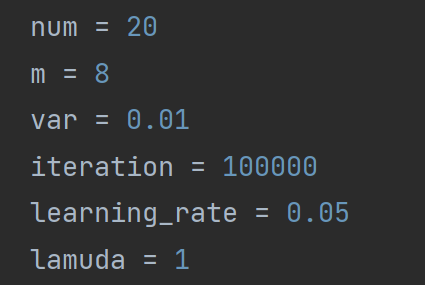 num = 20
m = 8
var = 0.01
iteration = 100000
learning_rate = 0.05
lamuda = 1